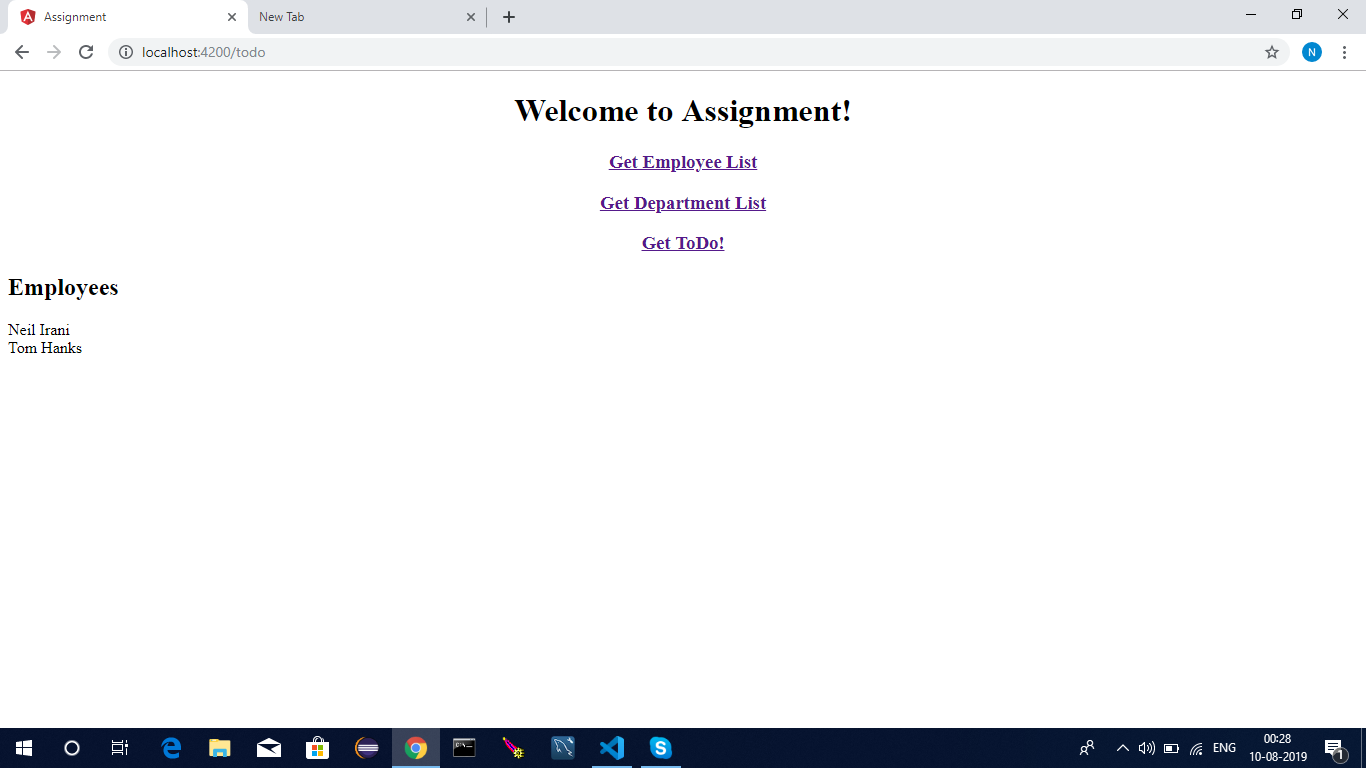 Assignment
New Tab
localhost:4200/todo
N
Welcome to Assignment!
Get Employee List
Get Department List
Get ToDo!
Employees
Neil Irani
Tom Hanks
ENG
00:28
10-08-2019
1